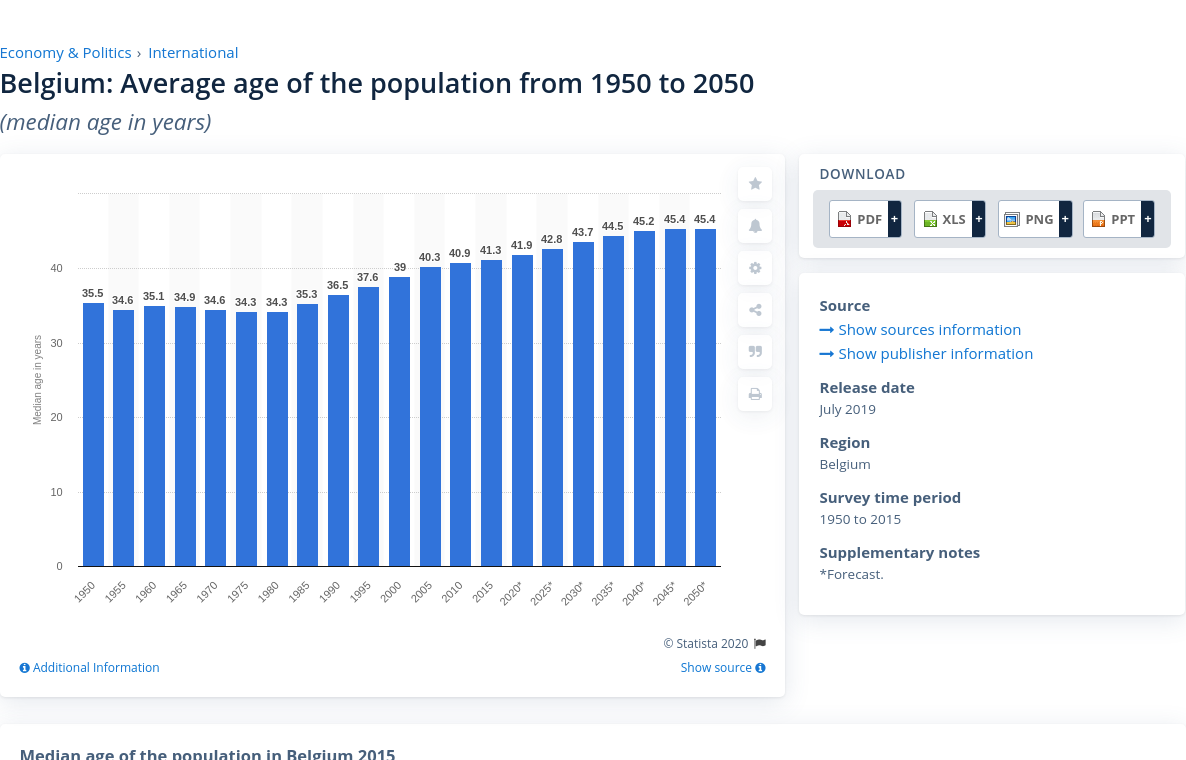 Economy & Politics › International
Belgium: Average age of the population from 1950 to 2050
(median age in years)
Median age in years
40
30
20
10
0
35.5 34.6 35.1 34.9 34.6 34.3 34.3 35.3 36.5 37.6 39 40.3 40.9 41.3 41.9 42.8 43.7 44.5 45.2 45.4 45.4
1950 1955 1960 1965 1970 1975 1980 1985 1990 1995 2000 2005 2010 2015 2020* 2025* 2030* 2035* 2040* 2045* 2050*
© Statista 2020
Additional Information
Show source
DOWNLOAD
PDF + XLS + PNG + PPT +
Source
Show sources information
Show publisher information
Release date
July 2019
Region
Belgium
Survey time period
1950 to 2015
Supplementary notes
*Forecast.
Median age of the population in Belgium 2015